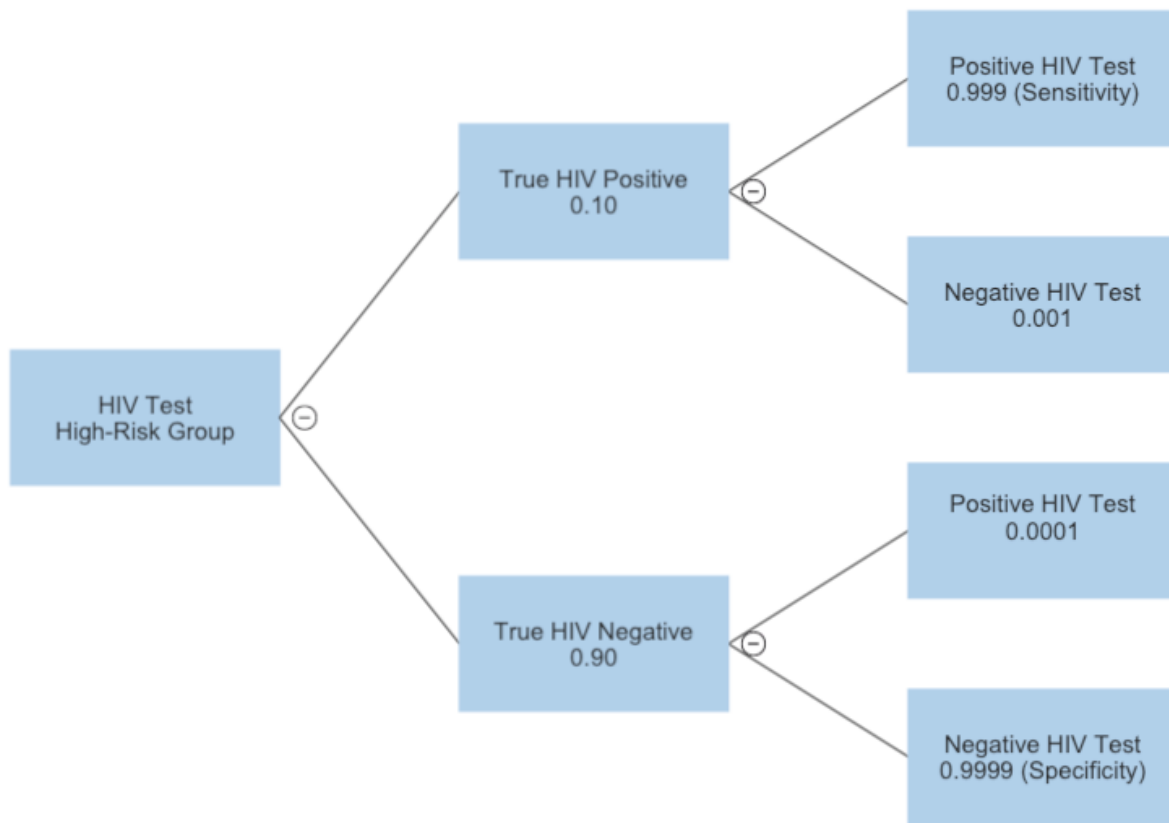 HIV Test
High-Risk Group
True HIV Positive
0.10
Positive HIV Test
0.999 (Sensitivity)
Negative HIV Test
0.001
True HIV Negative
0.90
Positive HIV Test
0.0001
Negative HIV Test
0.9999 (Specificity)